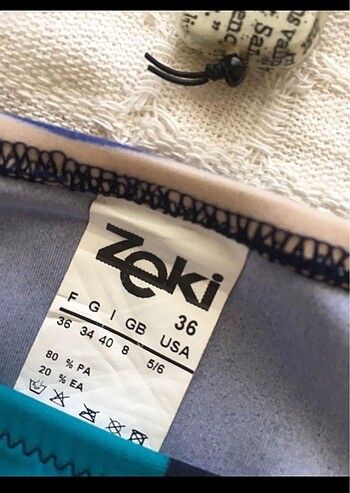 Zeki
36
F G I GB USA
36 34 40 8 5/6
80 % PA
20 % EA